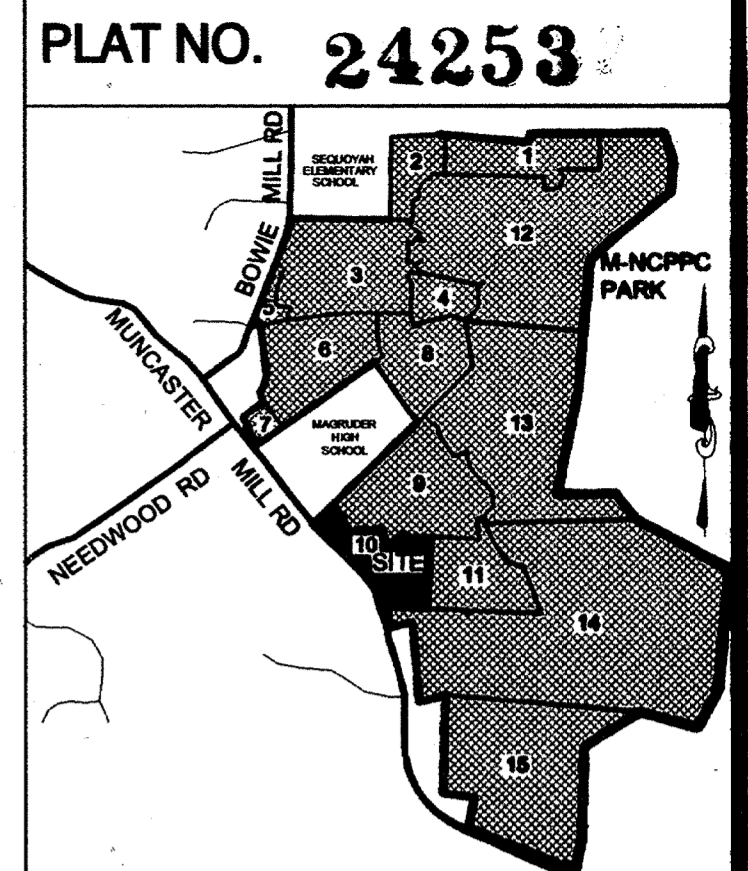 PLAT NO. 24253
BOWIE MILL RD
SEQUOYAH
ELEMENTARY
SCHOOL
2
1
12
M-NCPPC
PARK
3
4
5
MUNCASTER
6
8
7
MAGRUDER
HIGH
SCHOOL
13
NEEDWOOD RD
MILL RD
9
10
SITE
11
14
15